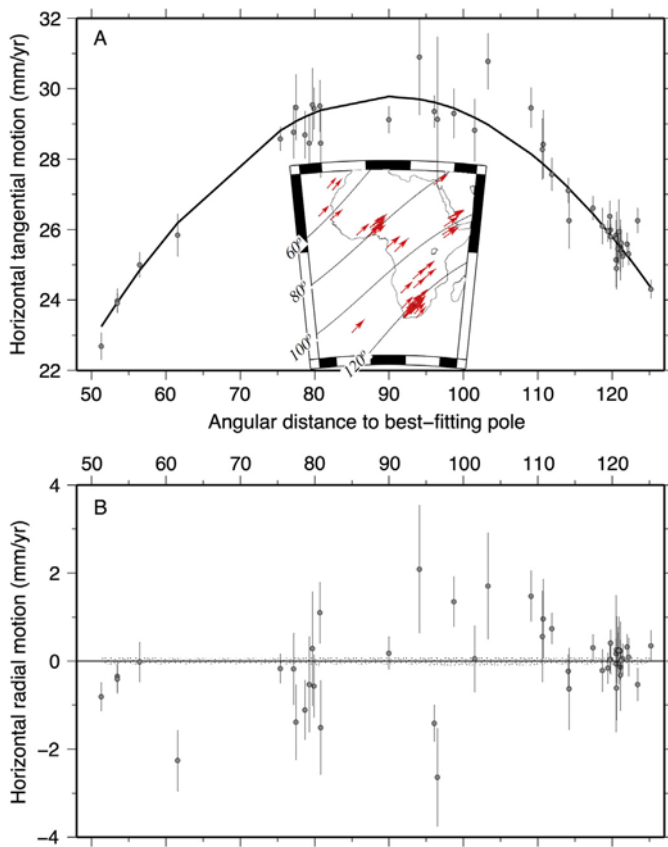 32
30
28
26
24
22
A
Horizontal tangential motion (mm/yr)
60°
80°
100°
120°
50 60 70 80 90 100 110 120
Angular distance to best-fitting pole
50 60 70 80 90 100 110 120
4
2
0
-2
-4
B
Horizontal radial motion (mm/yr)